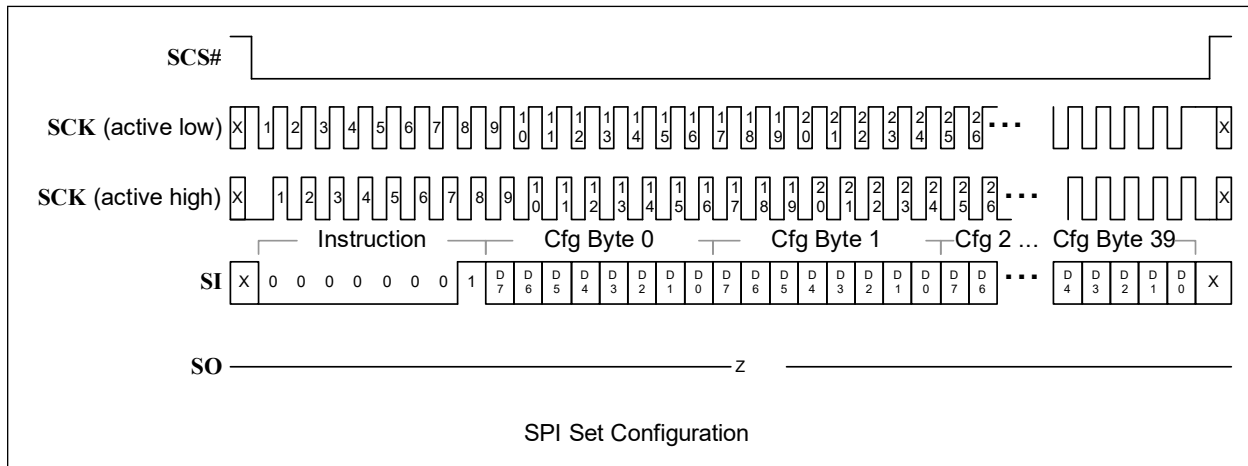 SCS#
SCK (active low) X 1 2 3 4 5 6 7 8 9 10 11 12 13 14 15 16 17 18 19 20 21 22 23 24 25 26 ... X
SCK (active high) X 1 2 3 4 5 6 7 8 9 10 11 12 13 14 15 16 17 18 19 20 21 22 23 24 25 26 ... X
Instruction Cfg Byte 0 Cfg Byte 1 Cfg 2 ... Cfg Byte 39
SI X 0 0 0 0 0 0 0 1 D7 D6 D5 D4 D3 D2 D1 D0 D7 D6 D5 D4 D3 D2 D1 D0 D7 D6 ... D4 D3 D2 D1 D0 X
SO Z
SPI Set Configuration